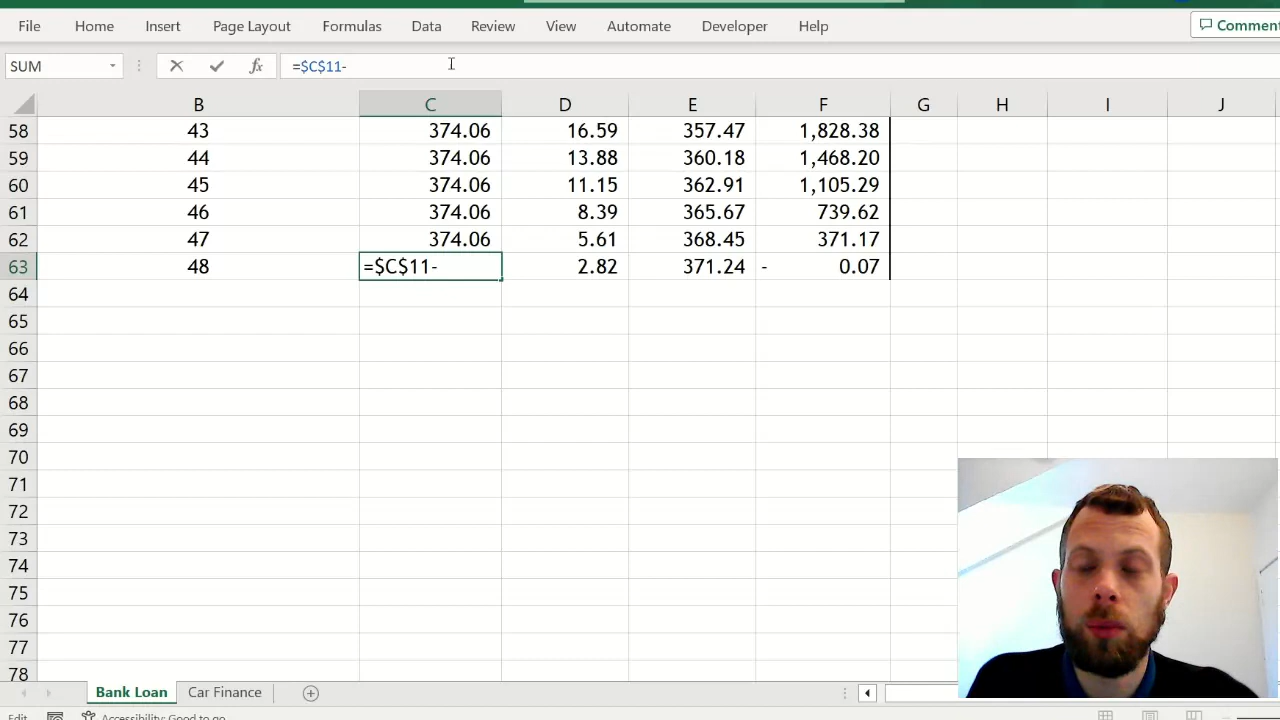 File Home Insert Page Layout Formulas Data Review View Automate Developer Help Comment
SUM fx =$C$11-
B C D E F G H I J
58 43 374.06 16.59 357.47 1,828.38
59 44 374.06 13.88 360.18 1,468.20
60 45 374.06 11.15 362.91 1,105.29
61 46 374.06 8.39 365.67 739.62
62 47 374.06 5.61 368.45 371.17
63 48 =$C$11- 2.82 371.24 - 0.07
64
65
66
67
68
69
70
71
72
73
74
75
76
77
78
Bank Loan Car Finance
Edit Accessibility: Good to go